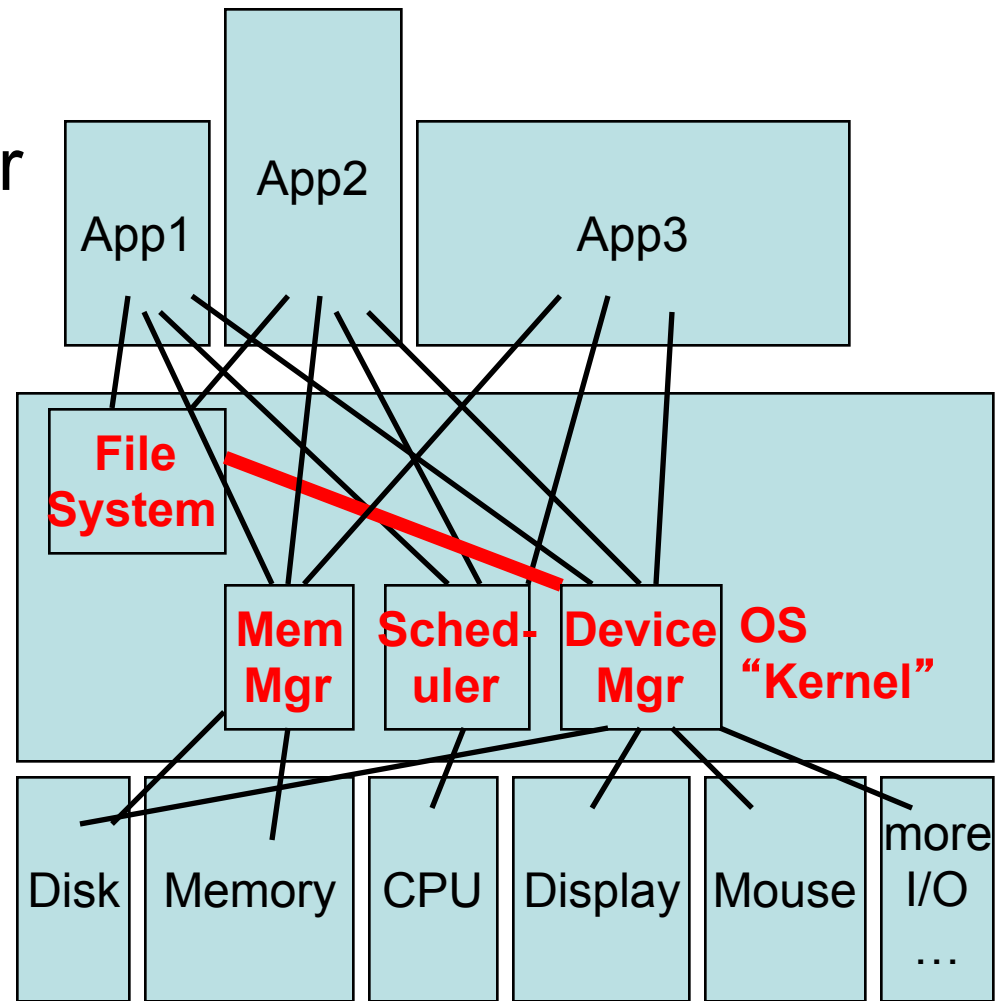 r
App1
App2
App3
File
System
Mem
Mgr
Sched-
uler
Device
Mgr
OS
“Kernel”
Disk
Memory
CPU
Display
Mouse
more
I/O
…